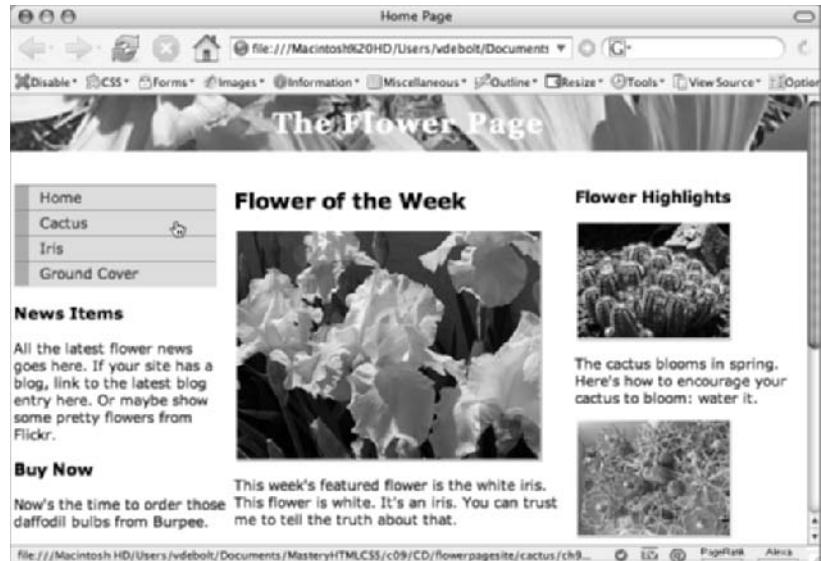 Home Page
file:///Macintosh%20HD/Users/vdebolt/Documents
G
Disable CSS Forms Images Information Miscellaneous Outline Resize Tools View Source Option
The Flower Page
Home
Cactus
Iris
Ground Cover
News Items
All the latest flower news
goes here. If your site has a
blog, link to the latest blog
entry here. Or maybe show
some pretty flowers from
Flickr.
Buy Now
Now's the time to order those
daffodil bulbs from Burpee.
Flower of the Week
This week's featured flower is the white iris.
This flower is white. It's an iris. You can trust
me to tell the truth about that.
Flower Highlights
The cactus blooms in spring.
Here's how to encourage your
cactus to bloom: water it.
file:///Macintosh HD/Users/vdebolt/Documents/MasteryHTMLCSS/c09/CD/flowerpagesite/cactus/ch9...
PageRank Alexa